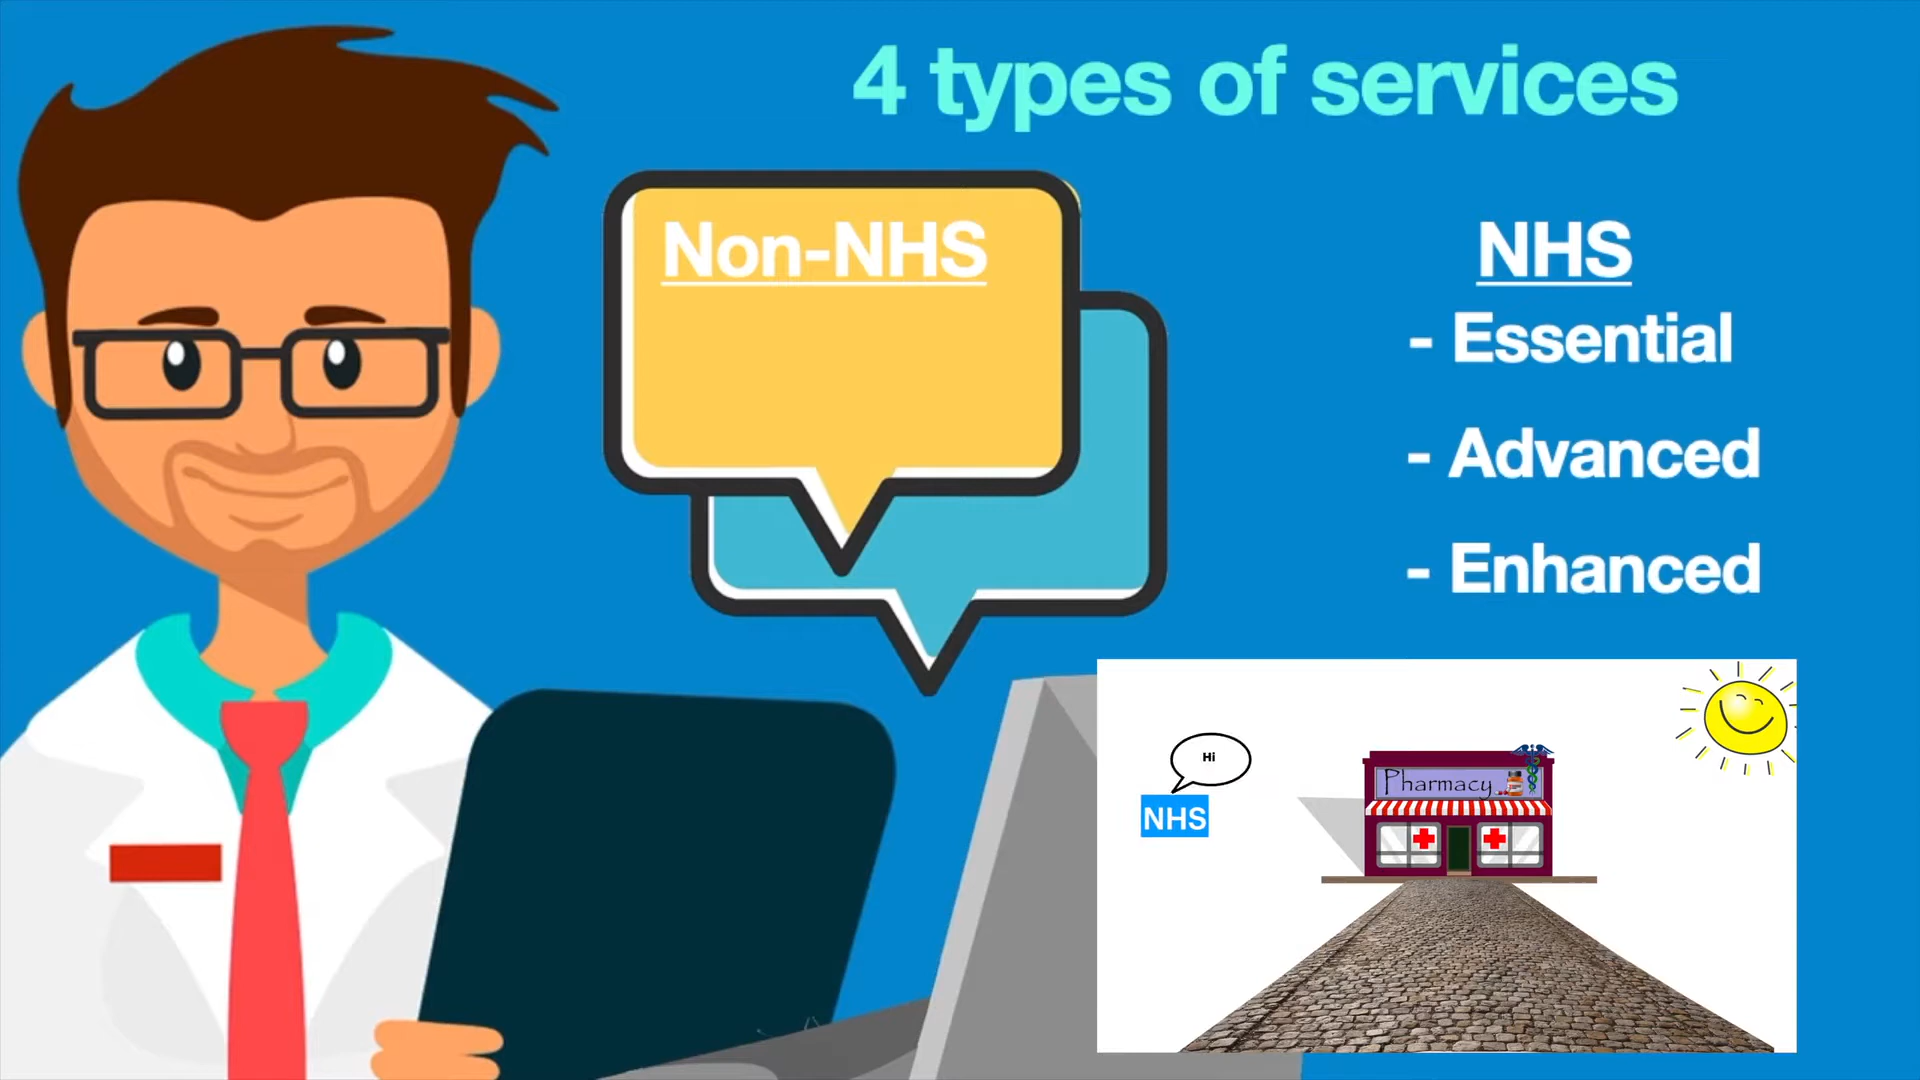 4 types of services
Non-NHS
NHS
- Essential
- Advanced
- Enhanced
Hi
NHS
Pharmacy